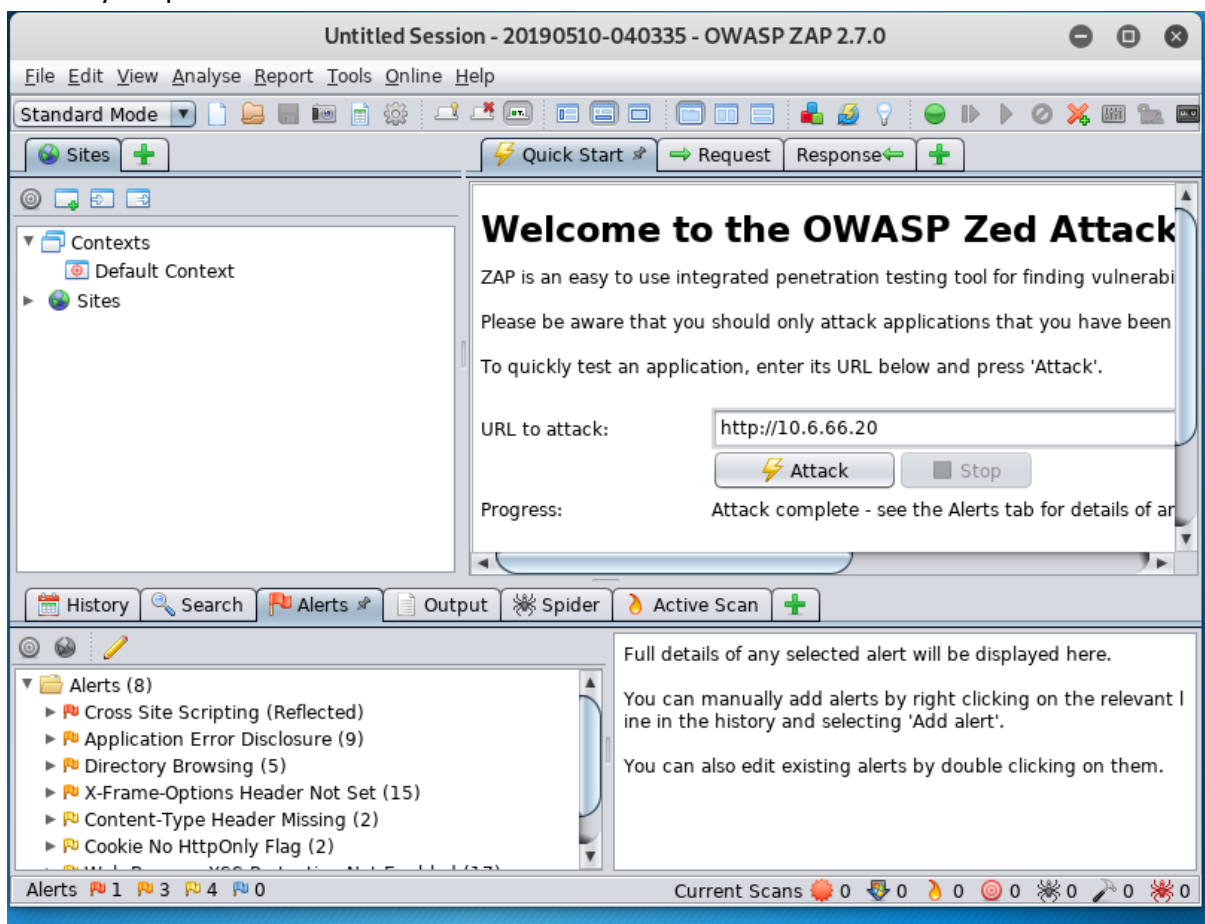 Untitled Session - 20190510-040335 - OWASP ZAP 2.7.0
File Edit View Analyse Report Tools Online Help
Standard Mode
Sites
Quick Start
Request
Response
Contexts
Default Context
Sites
Welcome to the OWASP Zed Attack
ZAP is an easy to use integrated penetration testing tool for finding vulnerabi
Please be aware that you should only attack applications that you have been
To quickly test an application, enter its URL below and press 'Attack'.
URL to attack: http://10.6.66.20
Attack Stop
Progress: Attack complete - see the Alerts tab for details of ar
History Search Alerts Output Spider Active Scan
Alerts (8)
Cross Site Scripting (Reflected)
Application Error Disclosure (9)
Directory Browsing (5)
X-Frame-Options Header Not Set (15)
Content-Type Header Missing (2)
Cookie No HttpOnly Flag (2)
Full details of any selected alert will be displayed here.
You can manually add alerts by right clicking on the relevant l
ine in the history and selecting 'Add alert'.
You can also edit existing alerts by double clicking on them.
Alerts 1 3 4 0
Current Scans 0 0 0 0 0 0 0